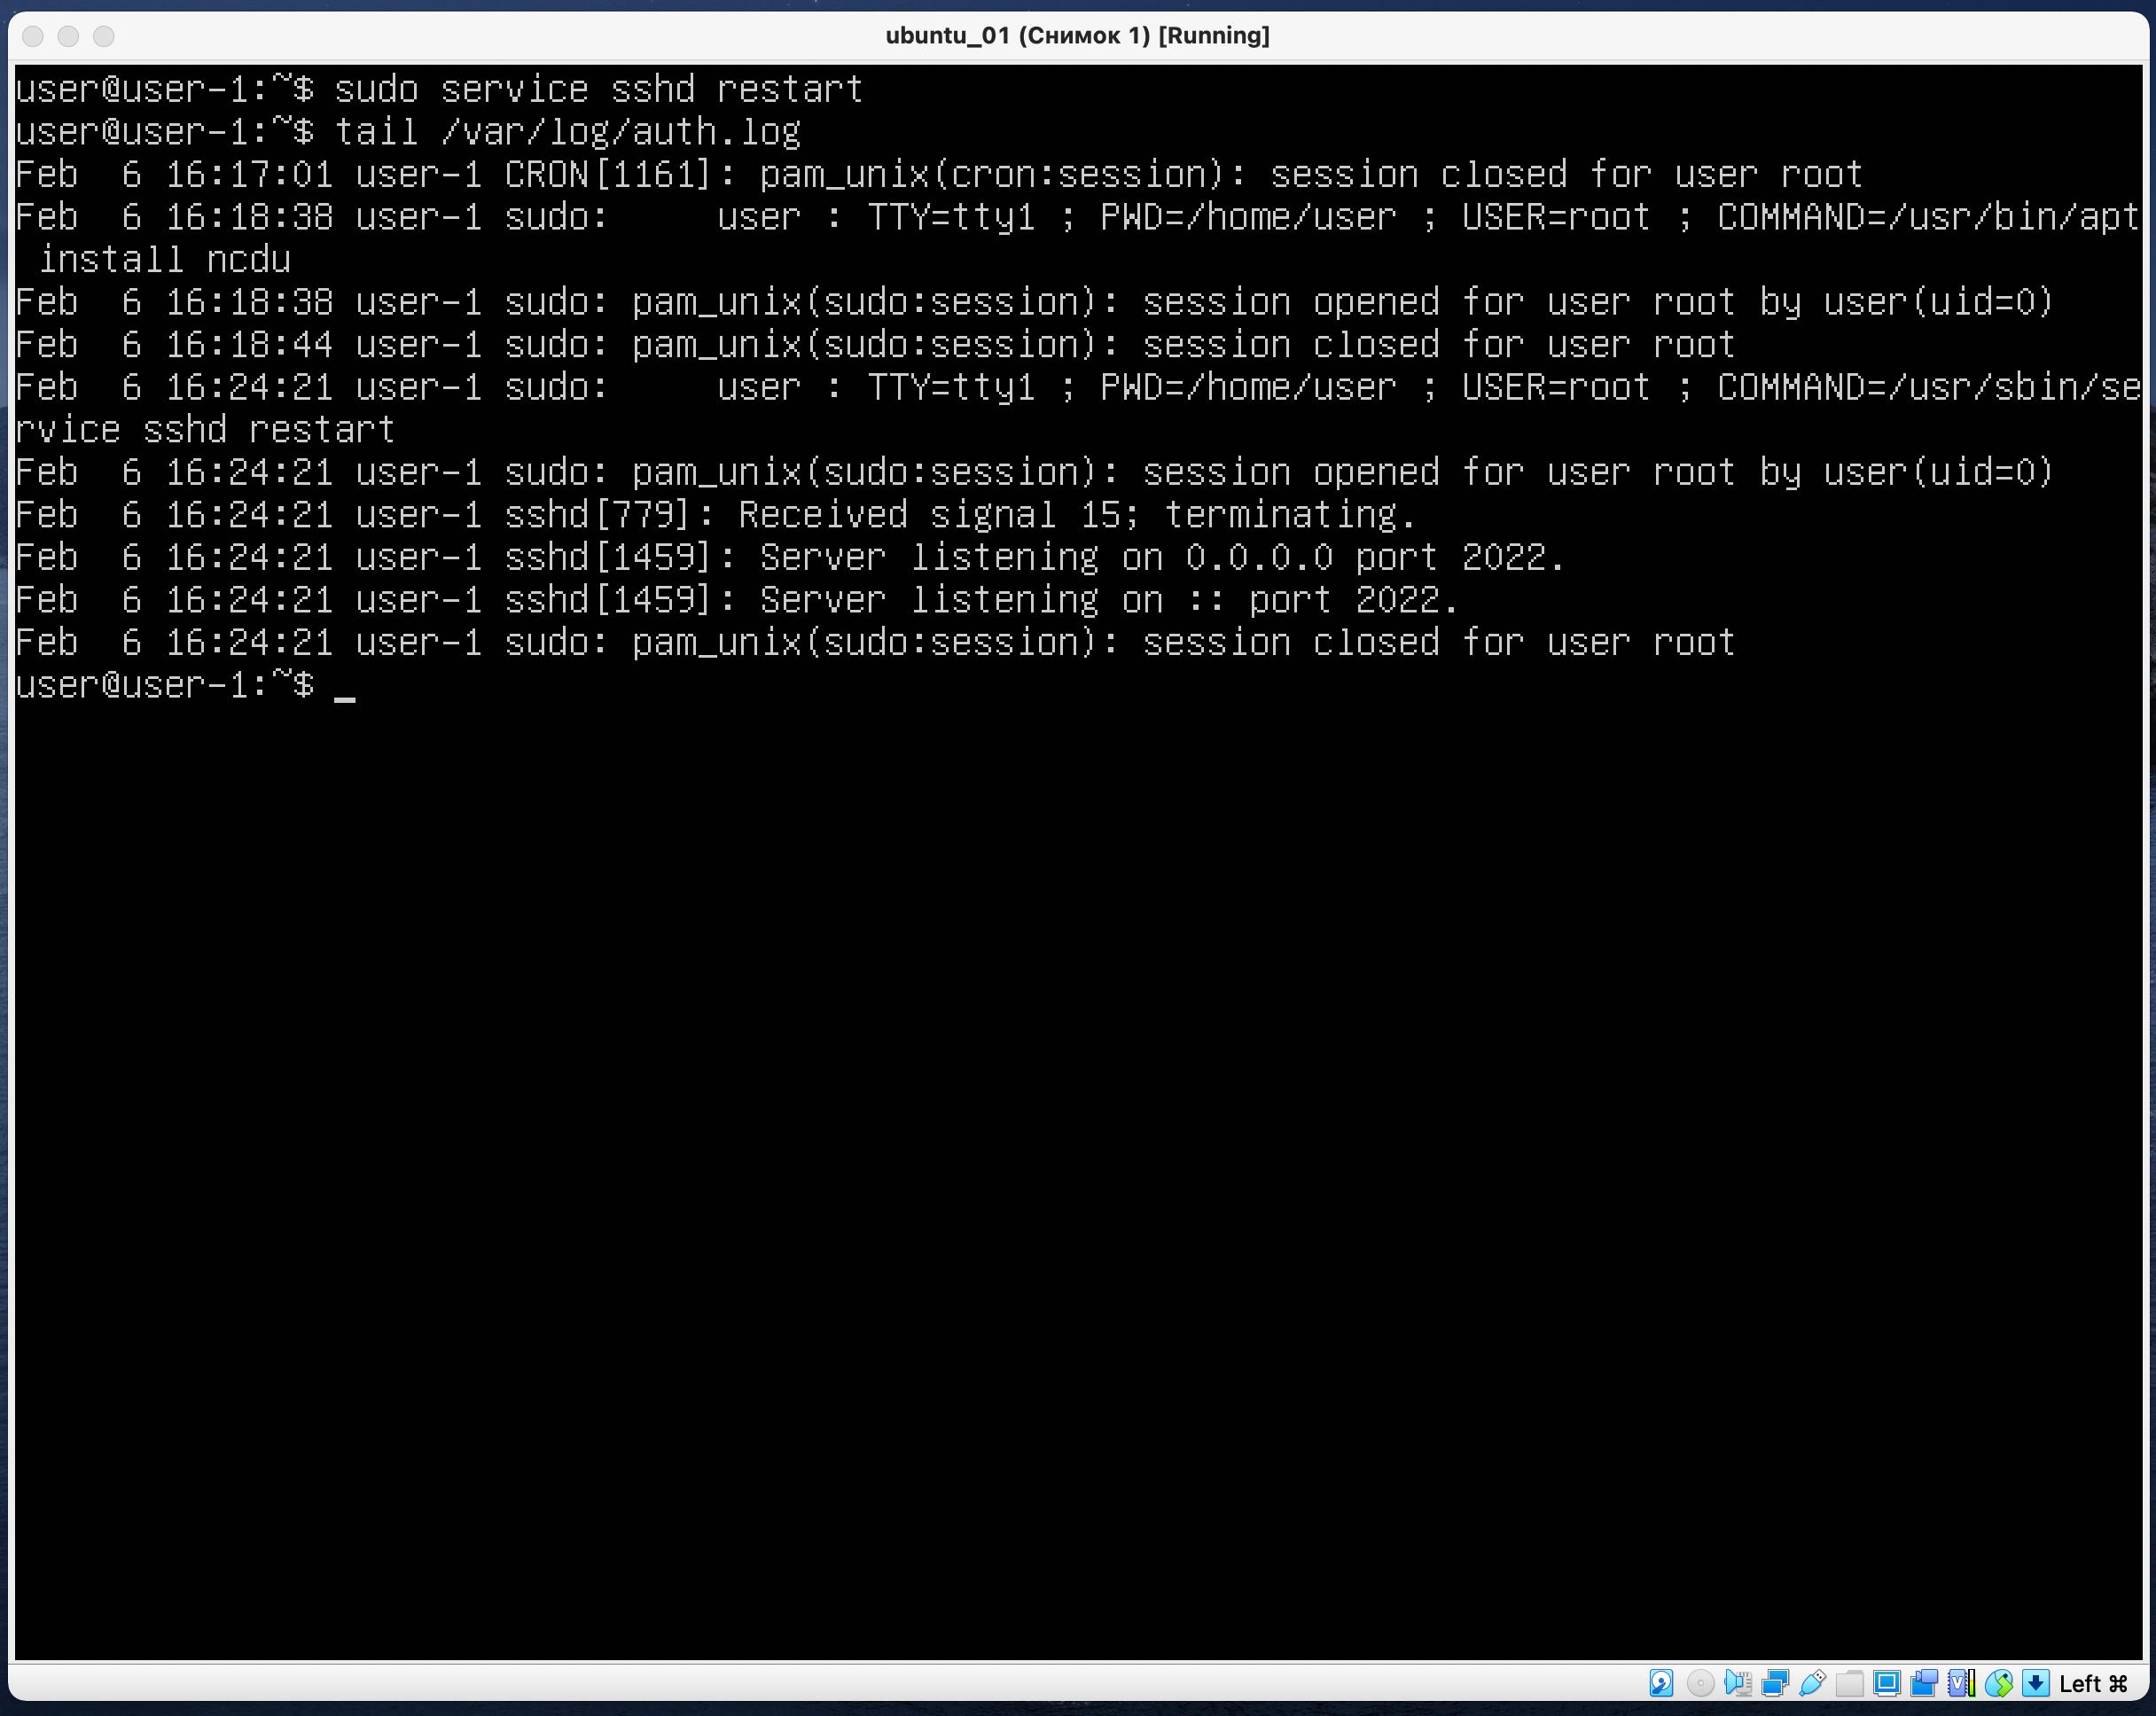 ubuntu_01 (Снимок 1) [Running]
user@user-1:~$ sudo service sshd restart
user@user-1:~$ tail /var/log/auth.log
Feb  6 16:17:01 user-1 CRON[1161]: pam_unix(cron:session): session closed for user root
Feb  6 16:18:38 user-1 sudo:     user : TTY=tty1 ; PWD=/home/user ; USER=root ; COMMAND=/usr/bin/apt
 install ncdu
Feb  6 16:18:38 user-1 sudo: pam_unix(sudo:session): session opened for user root by user(uid=0)
Feb  6 16:18:44 user-1 sudo: pam_unix(sudo:session): session closed for user root
Feb  6 16:24:21 user-1 sudo:     user : TTY=tty1 ; PWD=/home/user ; USER=root ; COMMAND=/usr/sbin/se
rvice sshd restart
Feb  6 16:24:21 user-1 sudo: pam_unix(sudo:session): session opened for user root by user(uid=0)
Feb  6 16:24:21 user-1 sshd[779]: Received signal 15; terminating.
Feb  6 16:24:21 user-1 sshd[1459]: Server listening on 0.0.0.0 port 2022.
Feb  6 16:24:21 user-1 sshd[1459]: Server listening on :: port 2022.
Feb  6 16:24:21 user-1 sudo: pam_unix(sudo:session): session closed for user root
user@user-1:~$ _
Left ⌘